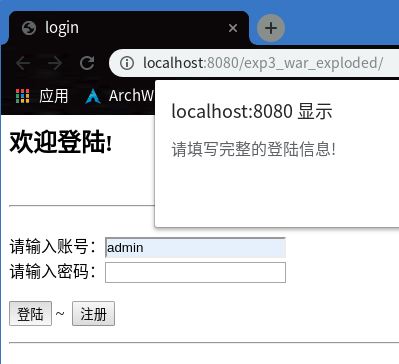 login
localhost:8080/exp3_war_exploded/
应用
ArchW
localhost:8080 显示
请填写完整的登陆信息!
欢迎登陆!
请输入账号：admin
请输入密码：
登陆 ~ 注册